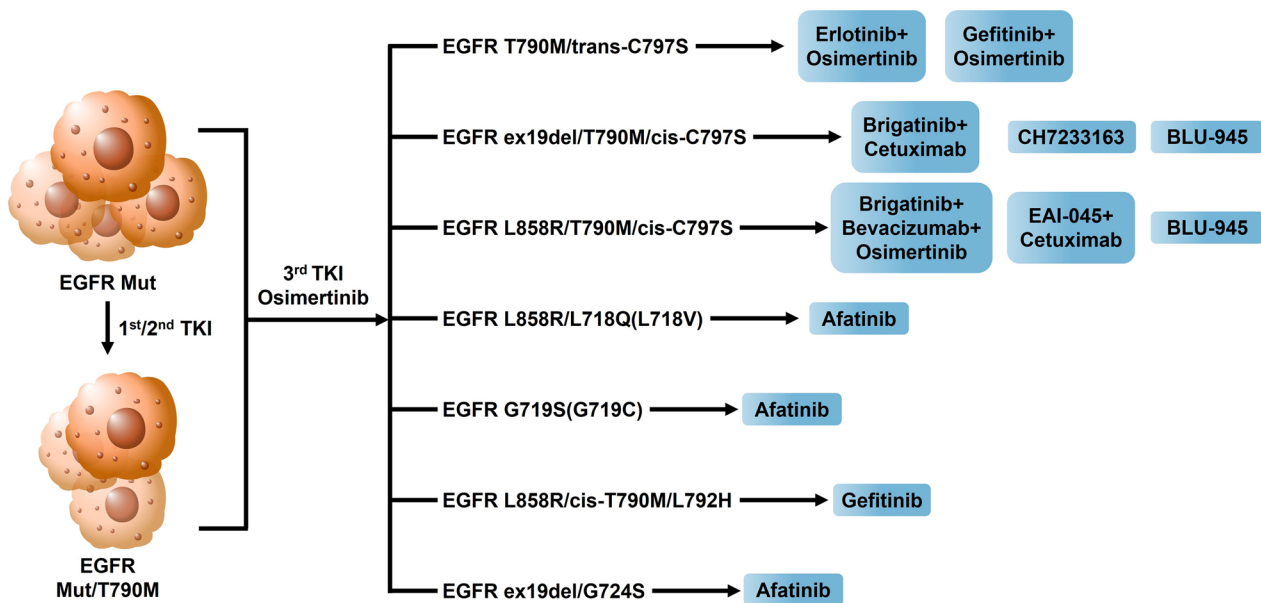 EGFR Mut
1st/2nd TKI
EGFR
Mut/T790M
3rd TKI
Osimertinib
EGFR T790M/trans-C797S
Erlotinib+
Osimertinib
Gefitinib+
Osimertinib
EGFR ex19del/T790M/cis-C797S
Brigatinib+
Cetuximab
CH7233163
BLU-945
EGFR L858R/T790M/cis-C797S
Brigatinib+
Bevacizumab+
Osimertinib
EAI-045+
Cetuximab
BLU-945
EGFR L858R/L718Q(L718V)
Afatinib
EGFR G719S(G719C)
Afatinib
EGFR L858R/cis-T790M/L792H
Gefitinib
EGFR ex19del/G724S
Afatinib